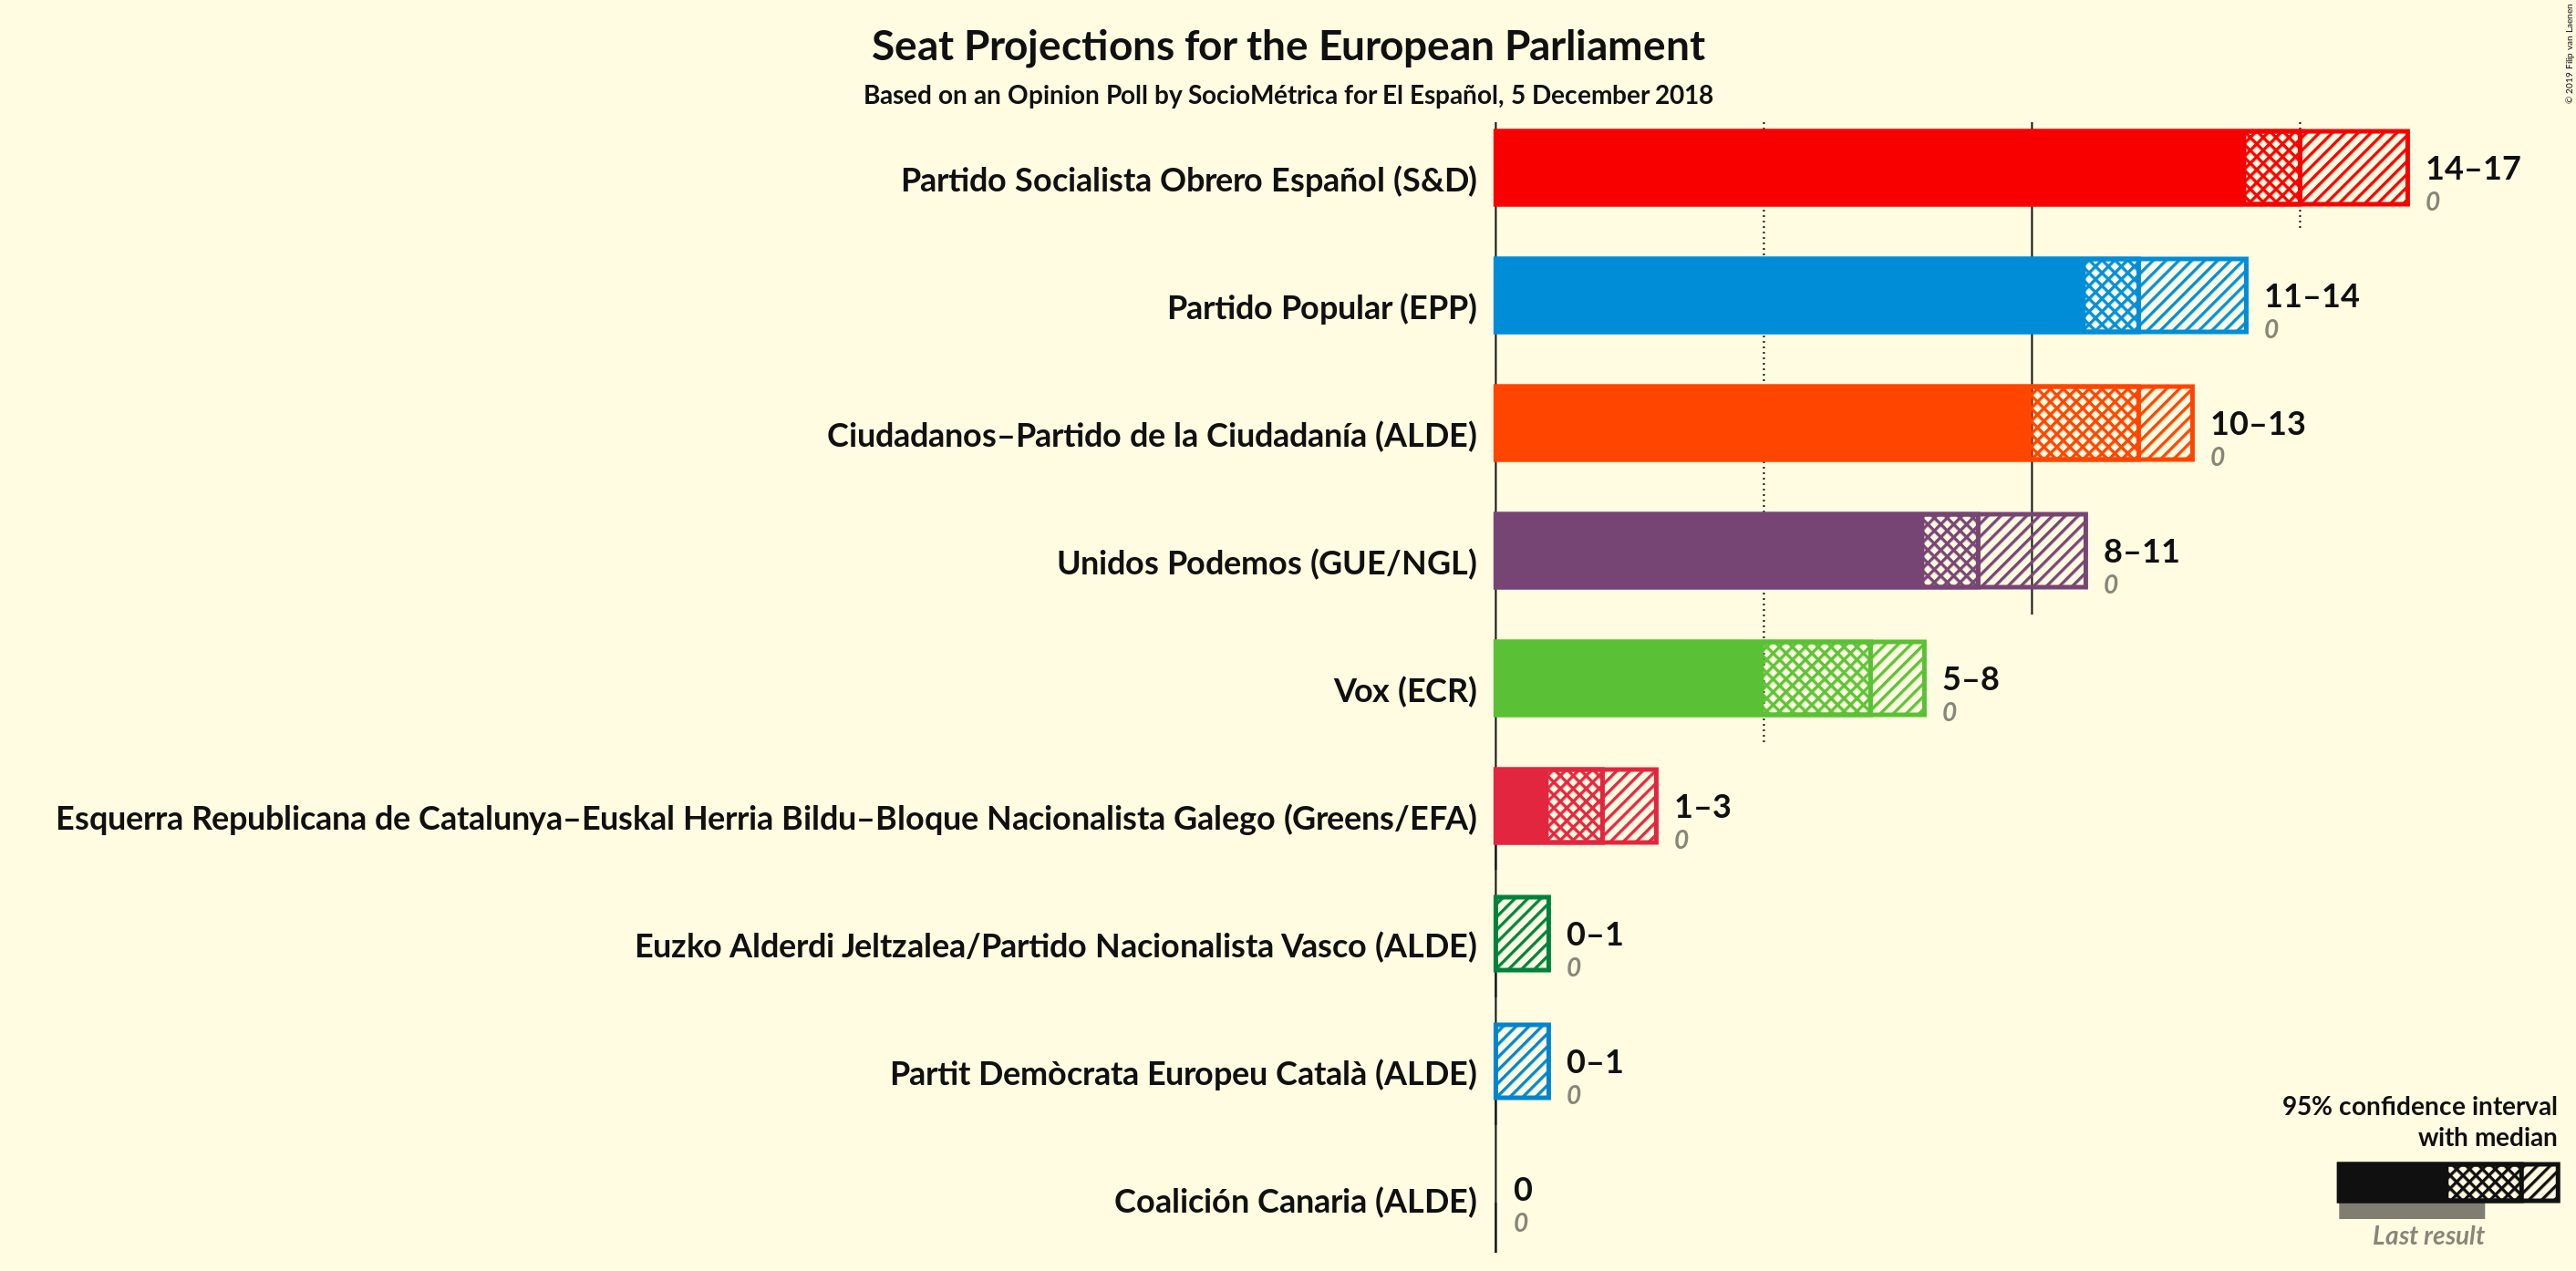 Seat Projections for the European Parliament
Based on an Opinion Poll by SocioMétrica for El Español, 5 December 2018
© 2019 Filip van Laenen
Partido Socialista Obrero Español (S&D)
14–17
0
Partido Popular (EPP)
11–14
0
Ciudadanos–Partido de la Ciudadanía (ALDE)
10–13
0
Unidos Podemos (GUE/NGL)
8–11
0
Vox (ECR)
5–8
0
Esquerra Republicana de Catalunya–Euskal Herria Bildu–Bloque Nacionalista Galego (Greens/EFA)
1–3
0
Euzko Alderdi Jeltzalea/Partido Nacionalista Vasco (ALDE)
0–1
0
Partit Demòcrata Europeu Català (ALDE)
0–1
0
Coalición Canaria (ALDE)
0
0
95% confidence interval
with median
Last result